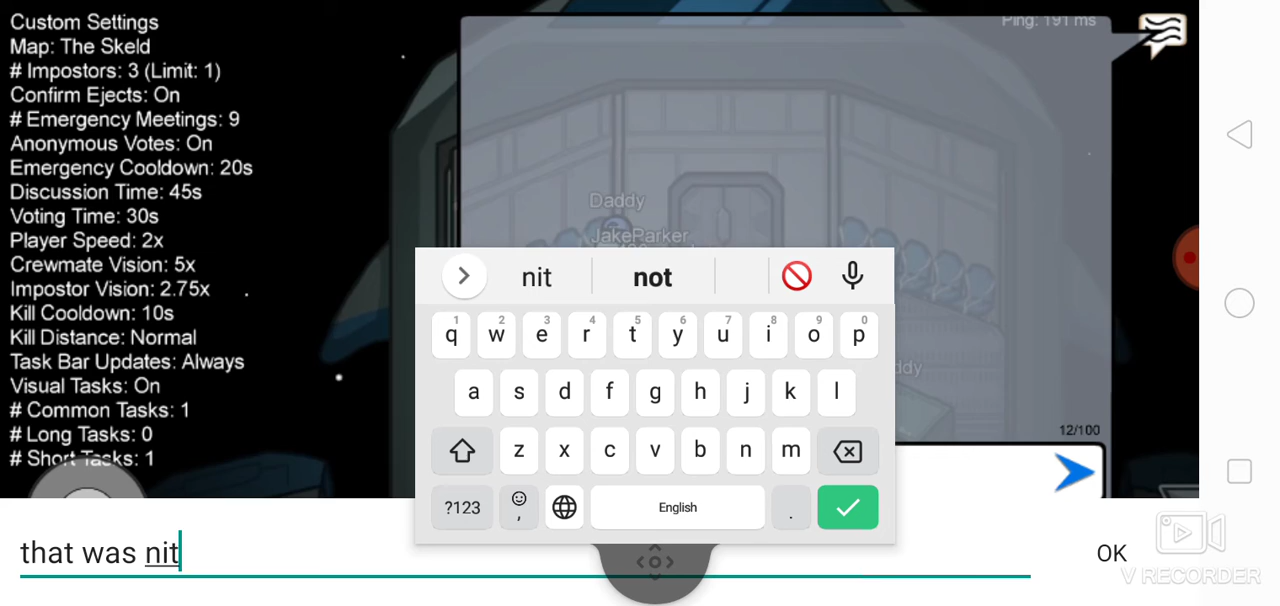 Custom Settings
Map: The Skeld
# Impostors: 3 (Limit: 1)
Confirm Ejects: On
# Emergency Meetings: 9
Anonymous Votes: On
Emergency Cooldown: 20s
Discussion Time: 45s
Voting Time: 30s
Player Speed: 2x
Crewmate Vision: 5x
Impostor Vision: 2.75x
Kill Cooldown: 10s
Kill Distance: Normal
Task Bar Updates: Always
Visual Tasks: On
# Common Tasks: 1
# Long Tasks: 0
# Short Tasks: 1
Ping: 191 ms
Daddy
JakeParker
ddy
12/100
nit not
1 2 3 4 5 6 7 8 9 0
q w e r t y u i o p
a s d f g h j k l
z x c v b n m
?123 , English .
that was nit
OK
V RECORDER